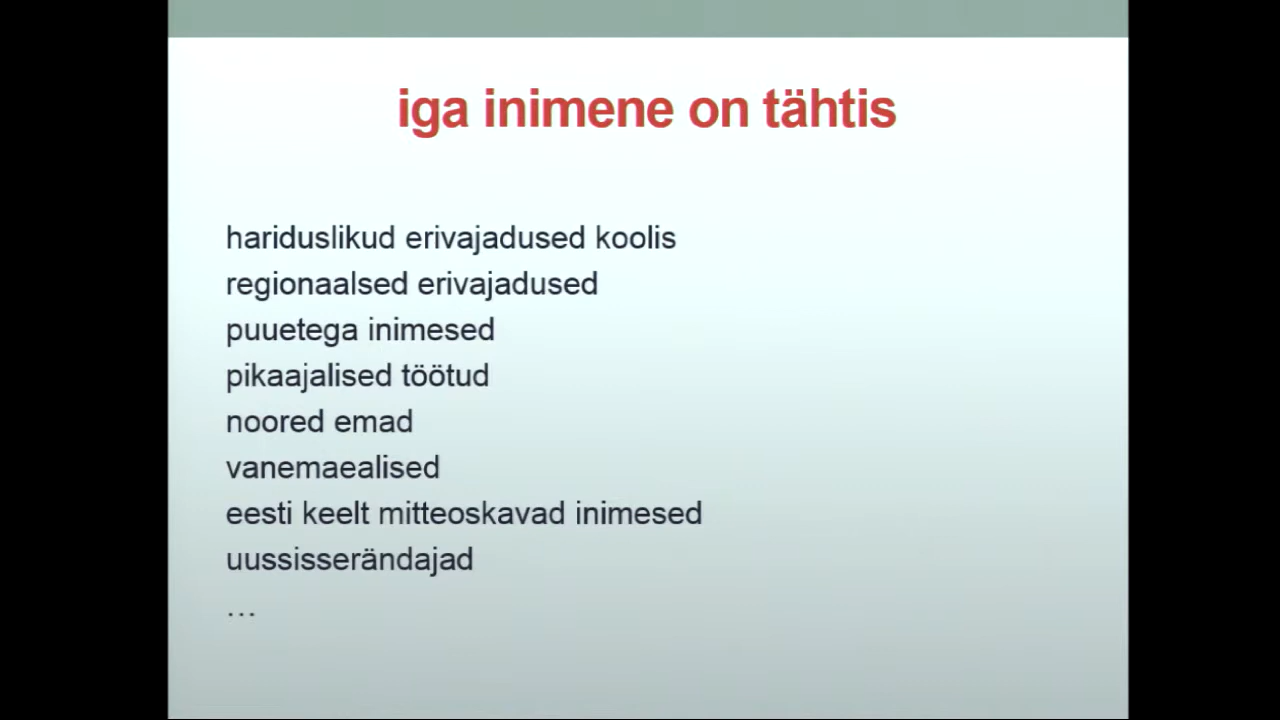 iga inimene on tähtis
hariduslikud erivajadused koolis
regionaalsed erivajadused
puuetega inimesed
pikaajalised töötud
noored emad
vanemaealised
eesti keelt mitteoskavad inimesed
uussisserändajad
…